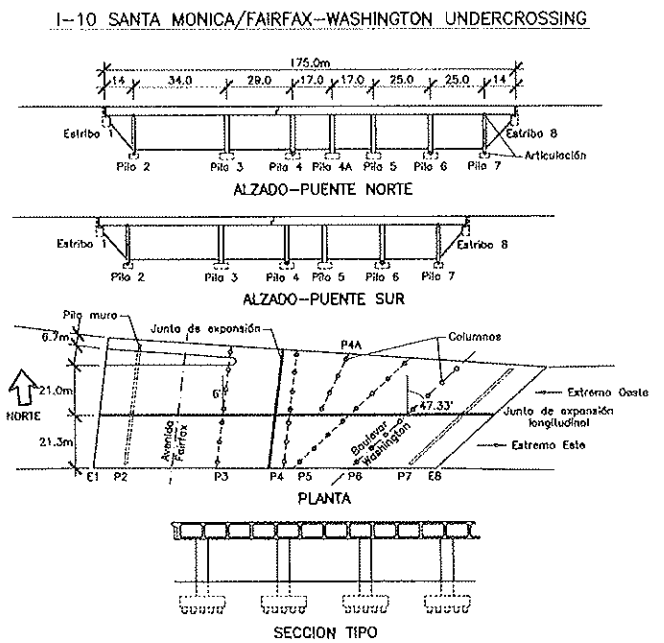 I-10 SANTA MONICA/FAIRFAX-WASHINGTON UNDERCROSSING
175.0m
14 34.0 29.0 17.0 17.0 25.0 25.0 14
Estribo 1 Estribo 8
Articulación
Pila 2 Pila 3 Pila 4 Pila 4A Pila 5 Pila 6 Pila 7
ALZADO-PUENTE NORTE
Estribo 1 Estribo 8
Pila 2 Pila 3 Pila 4 Pila 5 Pila 6 Pila 7
ALZADO-PUENTE SUR
Pila muro
Junta de expansión
P4A
Columnas
6.7m
21.0m
NORTE
6'
47.33'
Extremo Oeste
Junta de expansión
longitudinal
Extremo Este
21.3m
Avenida
Fairfax
Boulevar
Washington
E1 P2 P3 P4 P5 P6 P7 E8
PLANTA
SECCION TIPO